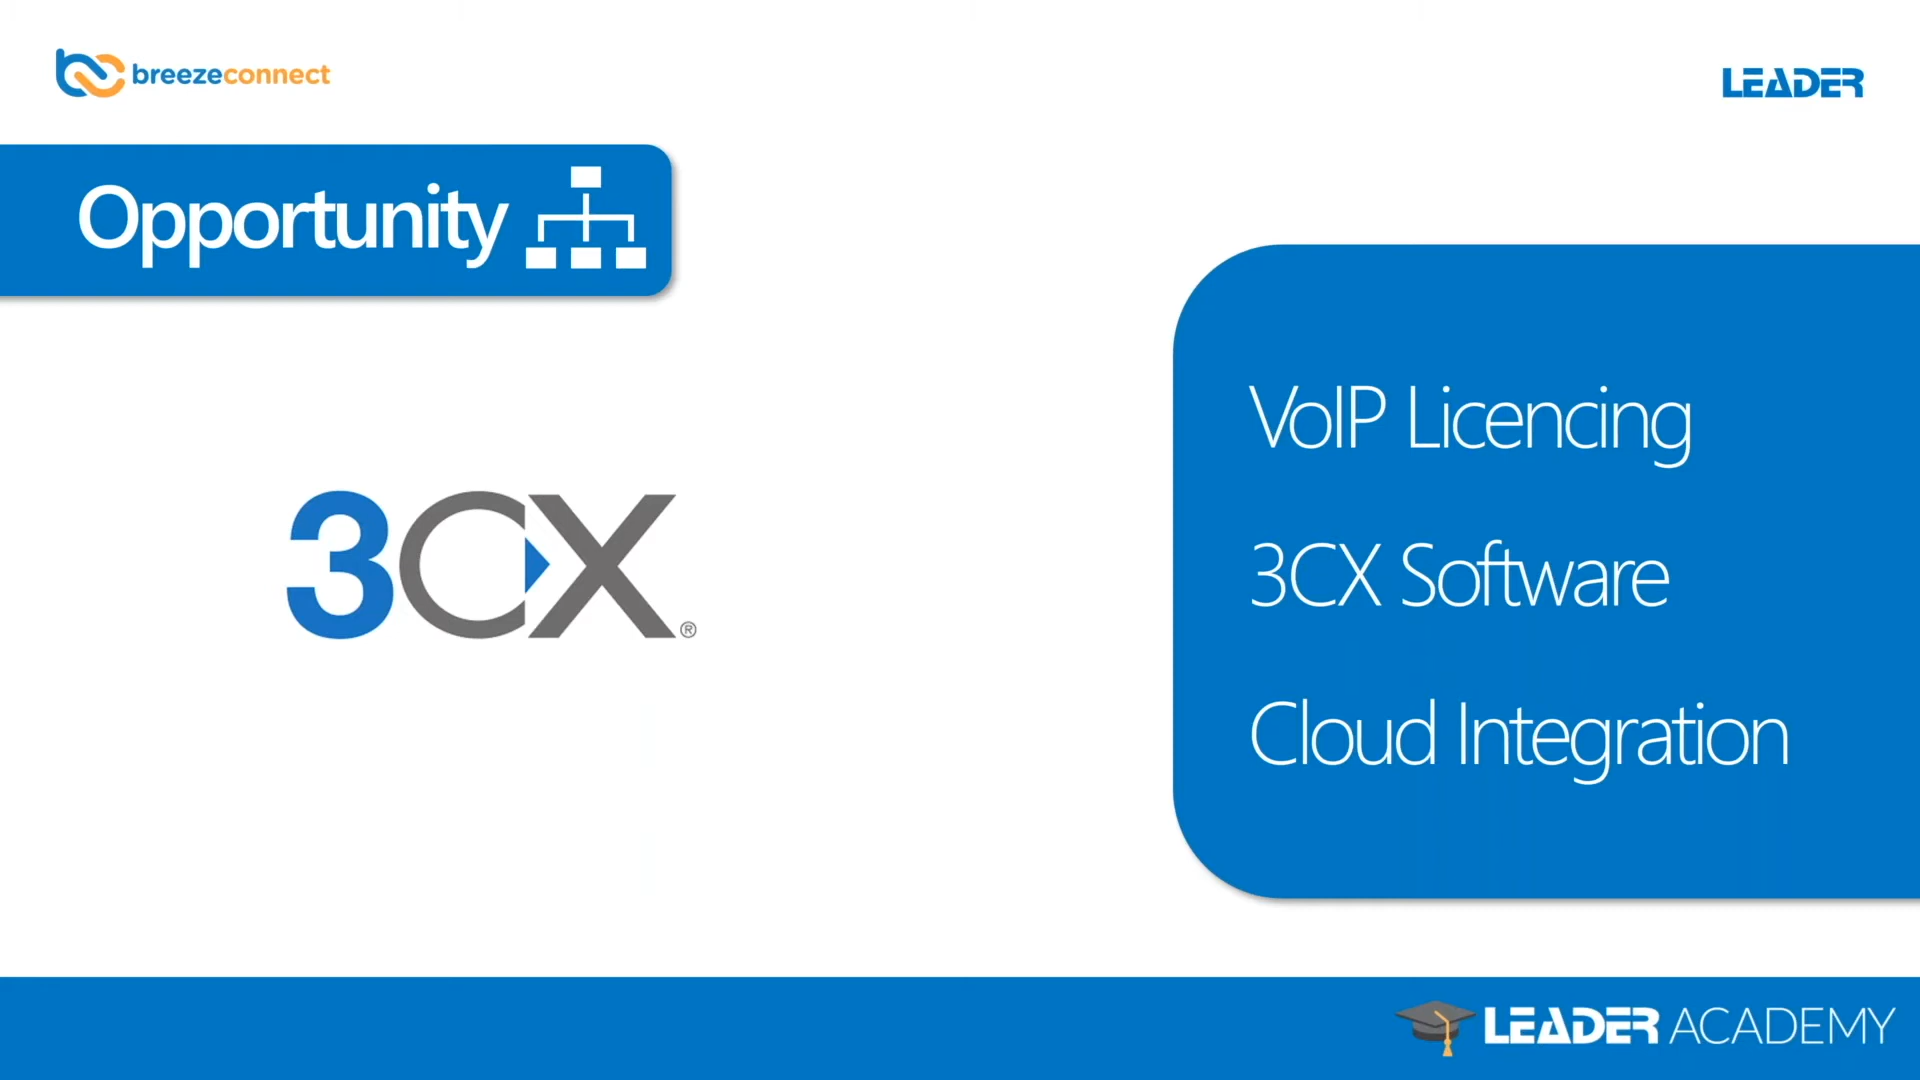 breezeconnect
LEADER
Opportunity
3CX®
VoIP Licencing
3CX Software
Cloud Integration
LEADER ACADEMY